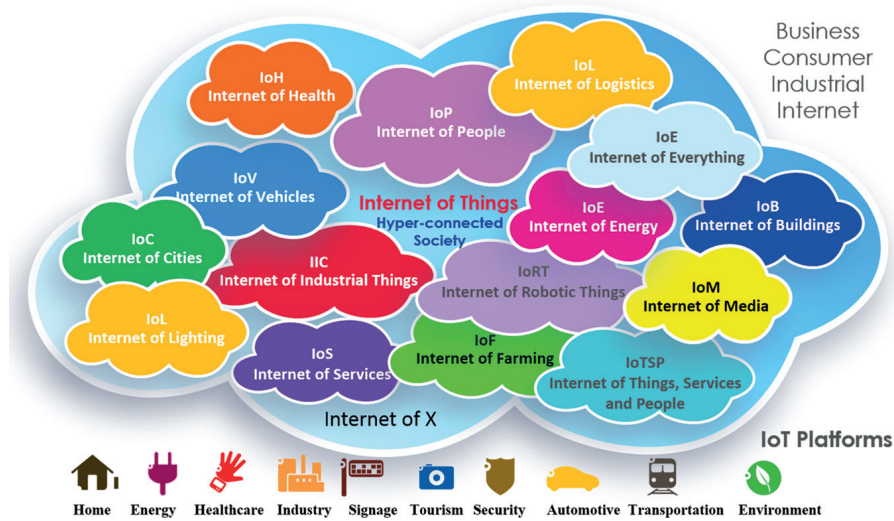 Business
Consumer
Industrial
Internet
IoH
Internet of Health
IoP
Internet of People
IoL
Internet of Logistics
IoE
Internet of Everything
IoV
Internet of Vehicles
Internet of Things
Hyper-connected
Society
IoE
Internet of Energy
IoB
Internet of Buildings
IoC
Internet of Cities
IIC
Internet of Industrial Things
IoRT
Internet of Robotic Things
IoM
Internet of Media
IoL
Internet of Lighting
IoS
Internet of Services
IoF
Internet of Farming
IoTSP
Internet of Things, Services
and People
Internet of X
IoT Platforms
Home Energy Healthcare Industry Signage Tourism Security Automotive Transportation Environment